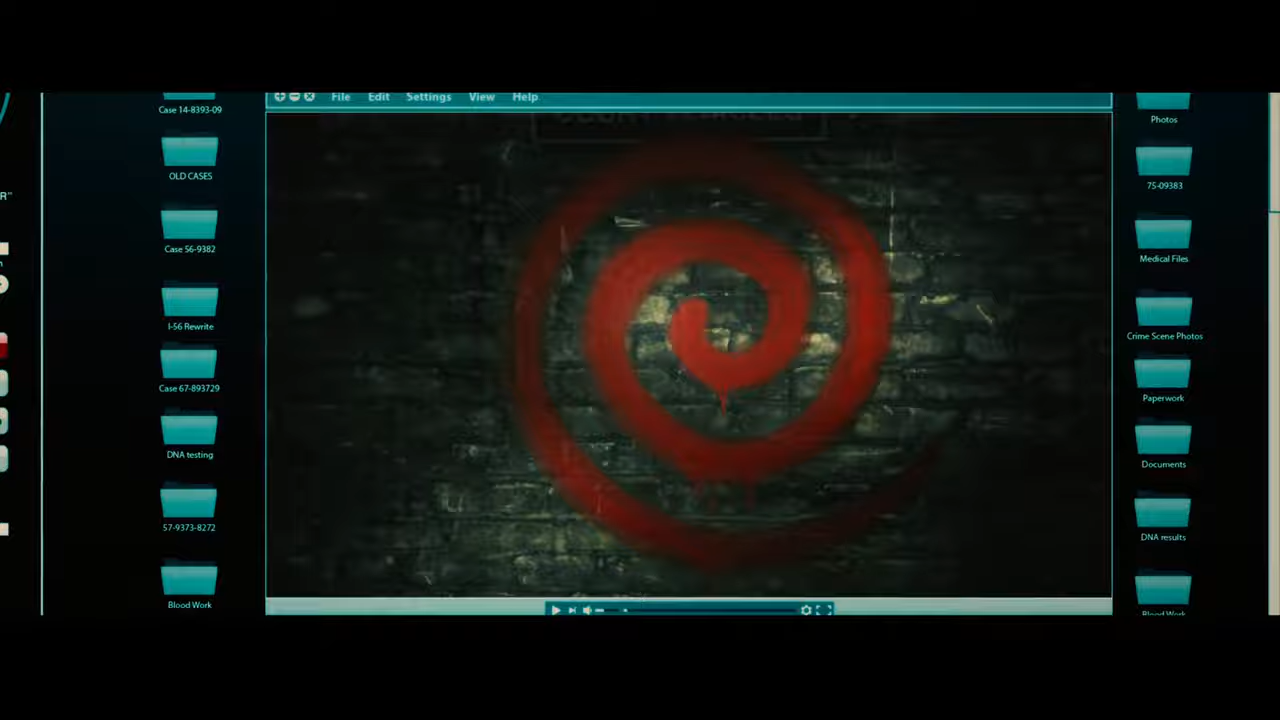 Case 14-8393-09
OLD CASES
Case 56-9382
I-56 Rewrite
Case 67-893729
DNA testing
57-9373-8272
Blood Work
R"
File Edit Settings View Help
Photos
75-09383
Medical Files
Crime Scene Photos
Paperwork
Documents
DNA results
Blood Work